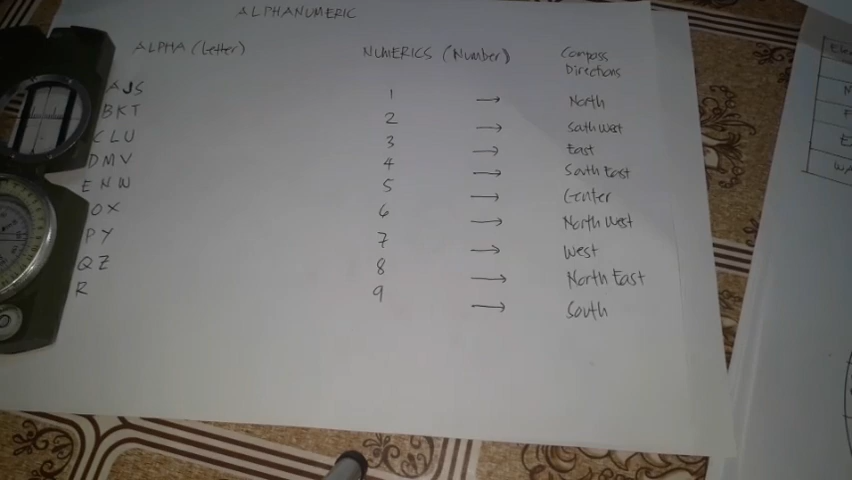 ALPHANUMERIC
ALPHA (Letter) NUMERICS (Number) Compass Directions
AJS 1 → North
BKT 2 → South West
CLU 3 → East
DMV 4 → South East
ENW 5 → Center
OX 6 → North West
PY 7 → West
QZ 8 → North East
R 9 → South